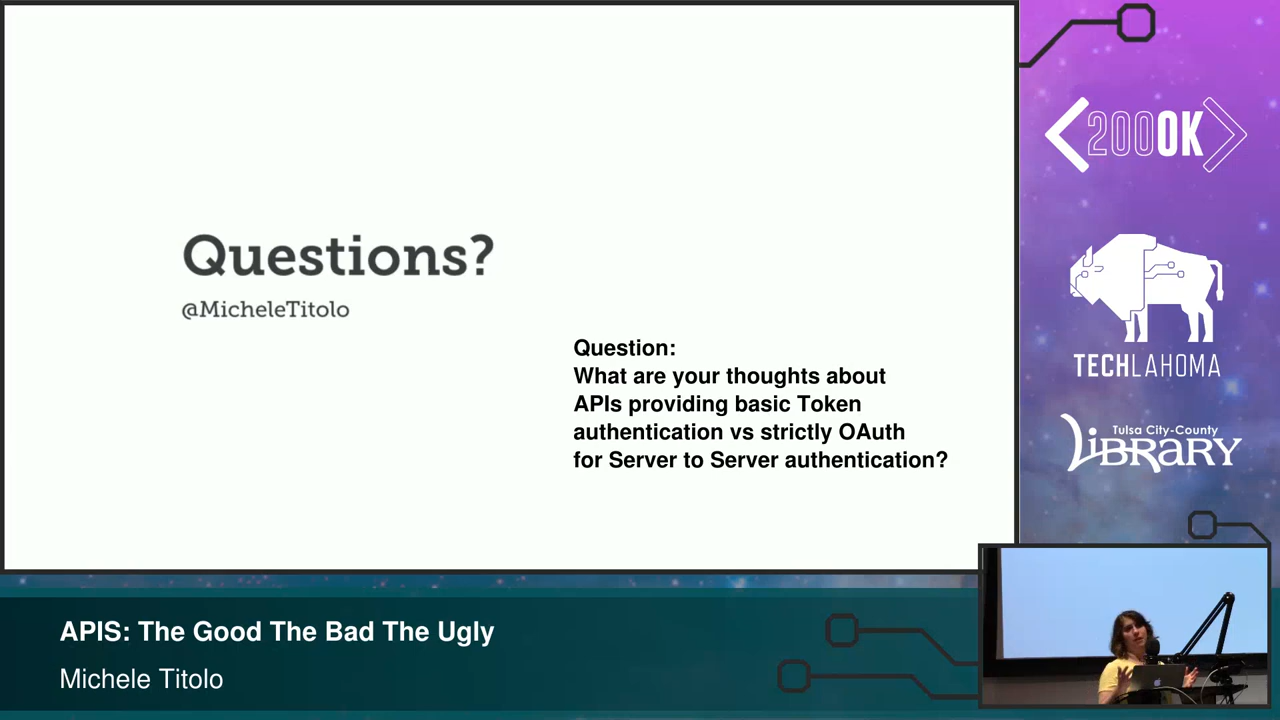 Questions?
@MicheleTitolo
Question:
What are your thoughts about
APIs providing basic Token
authentication vs strictly OAuth
for Server to Server authentication?
<200OK>
TECHLAHOMA
Tulsa City-County
LiBRARY
APIS: The Good The Bad The Ugly
Michele Titolo